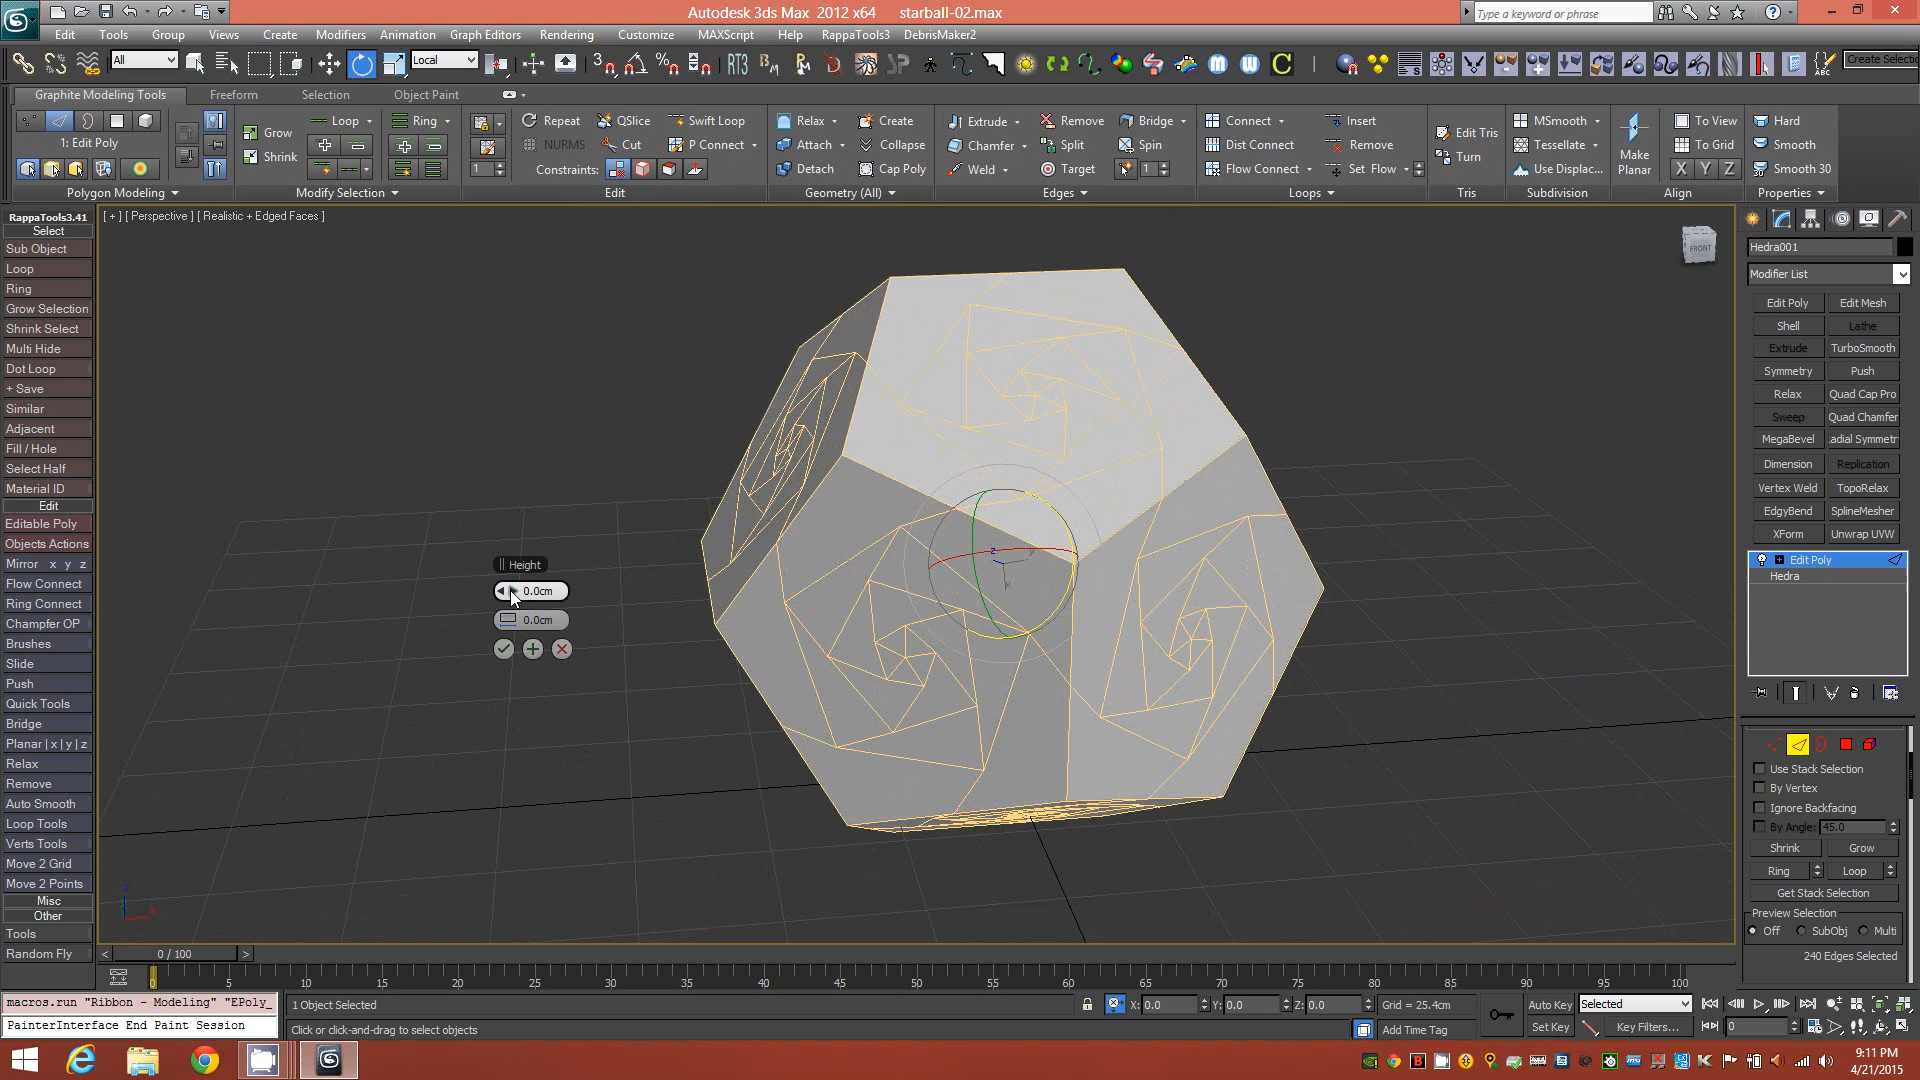 Autodesk 3ds Max 2012 x64 starball-02.max
Type a keyword or phrase
Edit Tools Group Views Create Modifiers Animation Graph Editors Rendering Customize MAXScript Help RappaTools3 DebrisMaker2
All Local RT3 Create Selectio
Graphite Modeling Tools Freeform Selection Object Paint
Loop Ring Repeat QSlice Swift Loop Relax Create Extrude Remove Bridge Connect Insert MSmooth To View Hard
1: Edit Poly Grow NURMS Cut P Connect Attach Collapse Chamfer Split Spin Dist Connect Remove Edit Tris Tessellate Make Planar To Grid Smooth
Shrink 1 Constraints: Detach Cap Poly Weld Target 1 Flow Connect Set Flow Turn Use Displac... X Y Z Smooth 30
Polygon Modeling Modify Selection Edit Geometry (All) Edges Loops Tris Subdivision Align Properties
RappaTools3.41
Select
Sub Object
Loop
Ring
Grow Selection
Shrink Select
Multi Hide
Dot Loop
+ Save
Similar
Adjacent
Fill / Hole
Select Half
Material ID
Edit
Editable Poly
Objects Actions
Mirror x y z
Flow Connect
Ring Connect
Champfer OP
Brushes
Slide
Push
Quick Tools
Bridge
Planar | x | y | z
Relax
Remove
Auto Smooth
Loop Tools
Verts Tools
Move 2 Grid
Move 2 Points
Misc
Other
Tools
Random Fly
[ + ] [ Perspective ] [ Realistic + Edged Faces ]
FRONT
Height
0.0cm
0.0cm
Hedra001
Modifier List
Edit Poly Edit Mesh
Shell Lathe
Extrude TurboSmooth
Symmetry Push
Relax Quad Cap Pro
Sweep Quad Chamfer
MegaBevel .adial Symmetr
Dimension Replication
Vertex Weld TopoRelax
EdgyBend SplineMesher
XForm Unwrap UVW
Edit Poly
Hedra
Use Stack Selection
By Vertex
Ignore Backfacing
By Angle: 45.0
Shrink Grow
Ring Loop
Get Stack Selection
Preview Selection
Off SubObj Multi
240 Edges Selected
< 0 / 100 >
0 5 10 15 20 25 30 35 40 45 50 55 60 65 70 75 80 85 90 95 100
macros.run "Ribbon - Modeling" "EPoly_
PainterInterface End Paint Session
1 Object Selected X: 0.0 Y: 0.0 Z: 0.0 Grid = 25.4cm Auto Key Selected
Click or click-and-drag to select objects Add Time Tag Set Key Key Filters... 0
9:11 PM
4/21/2015